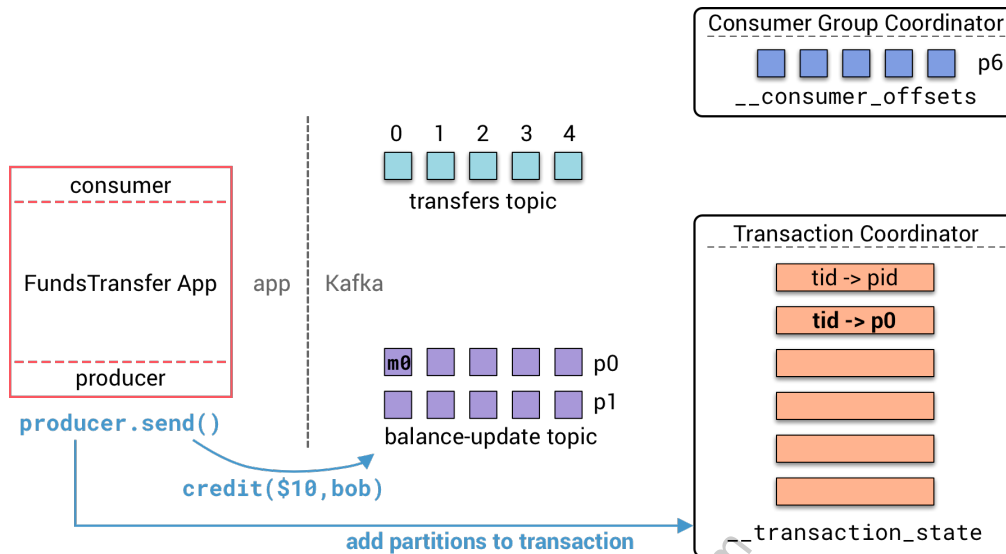 Consumer Group Coordinator
p6
__consumer_offsets
0 1 2 3 4
transfers topic
consumer
FundsTransfer App
producer
app
Kafka
m0
p0
p1
balance-update topic
producer.send()
credit($10,bob)
add partitions to transaction
Transaction Coordinator
tid -> pid
tid -> p0
__transaction_state